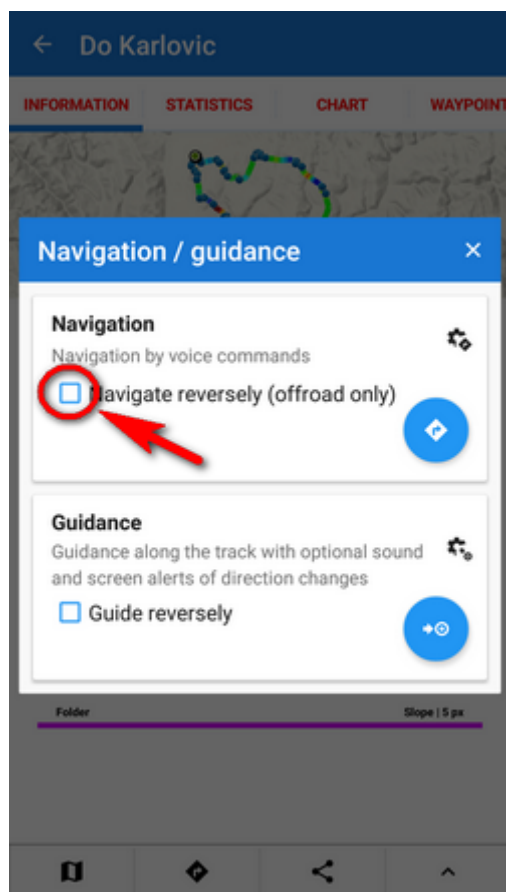 Do Karlovic
INFORMATION STATISTICS CHART WAYPOINT
Navigation / guidance
Navigation
Navigation by voice commands
Navigate reversely (offroad only)
Guidance
Guidance along the track with optional sound
and screen alerts of direction changes
Guide reversely
Folder Slope | 5 px